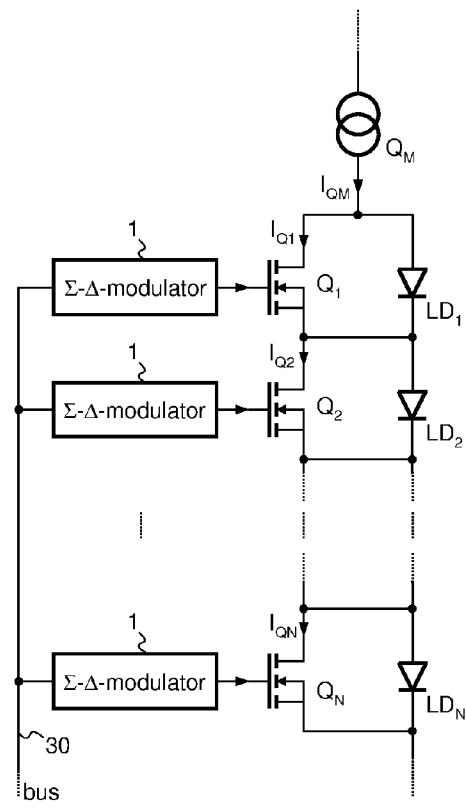 Q_M
I_QM
1
I_Q1
Σ-Δ-modulator
Q_1
LD_1
1
I_Q2
Σ-Δ-modulator
Q_2
LD_2
1
I_QN
Σ-Δ-modulator
Q_N
LD_N
30
bus